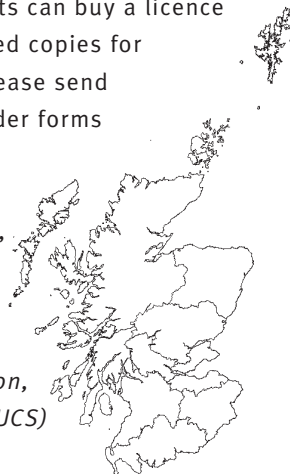 ts can buy a licence
ed copies for
ease send
der forms
on,
UCS)